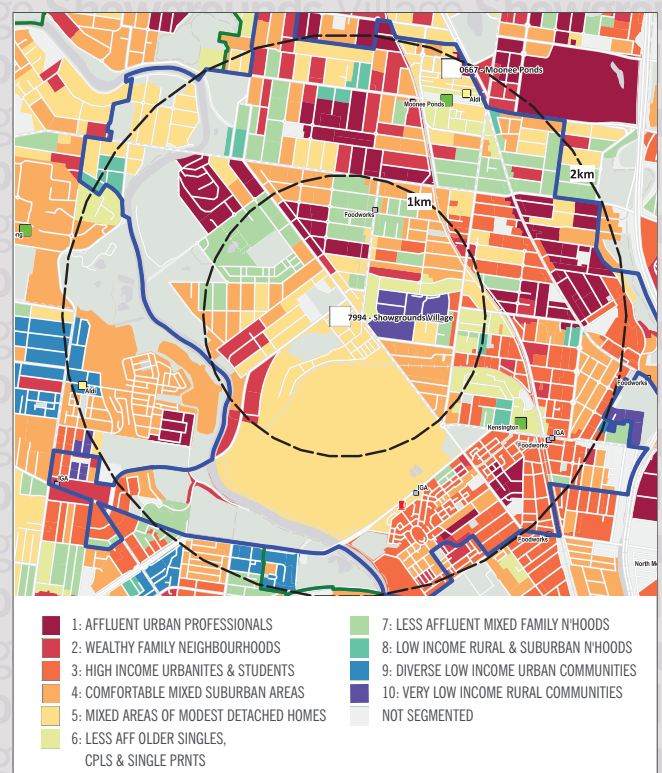 0667 - Moonee Ponds
Moonee Ponds
Aldi
2km
1km
Foodworks
ng
7994 - Showgrounds Village
Aldi
Foodworks
Kensington
IGA
Foodworks
IGA
IGA
Foodworks
North M
1: AFFLUENT URBAN PROFESSIONALS
2: WEALTHY FAMILY NEIGHBOURHOODS
3: HIGH INCOME URBANITES & STUDENTS
4: COMFORTABLE MIXED SUBURBAN AREAS
5: MIXED AREAS OF MODEST DETACHED HOMES
6: LESS AFF OLDER SINGLES,
CPLS & SINGLE PRNTS
7: LESS AFFLUENT MIXED FAMILY N'HOODS
8: LOW INCOME RURAL & SUBURBAN N'HOODS
9: DIVERSE LOW INCOME URBAN COMMUNITIES
10: VERY LOW INCOME RURAL COMMUNITIES
NOT SEGMENTED